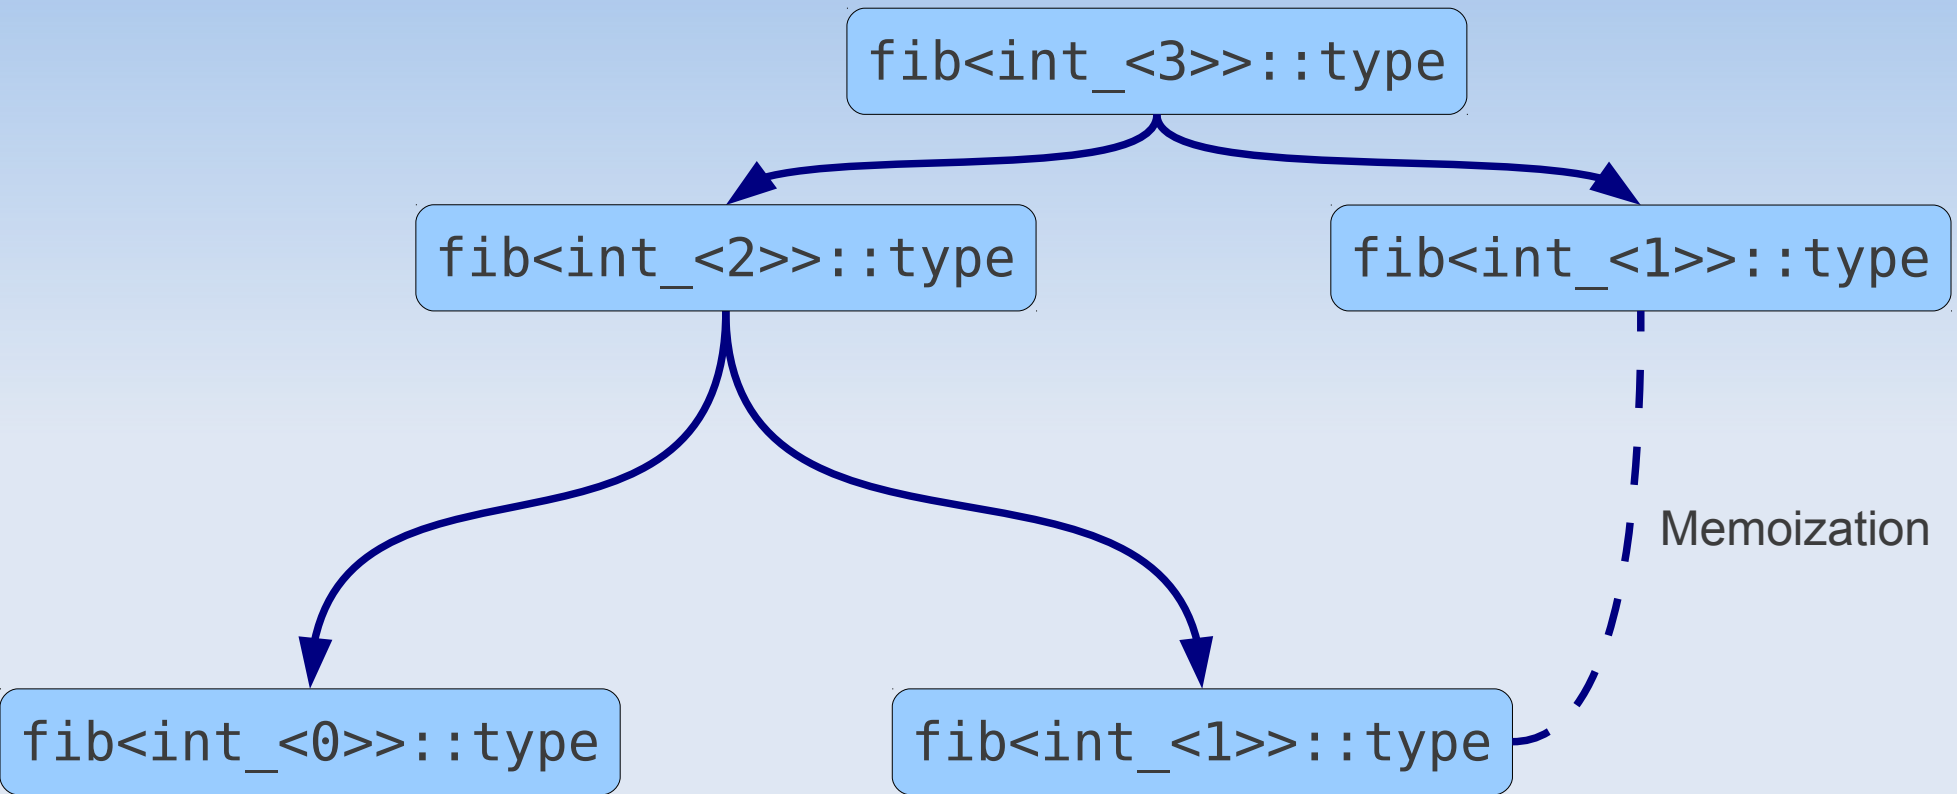 fib<int_<3>>::type
fib<int_<2>>::type
fib<int_<1>>::type
Memoization
fib<int_<0>>::type
fib<int_<1>>::type